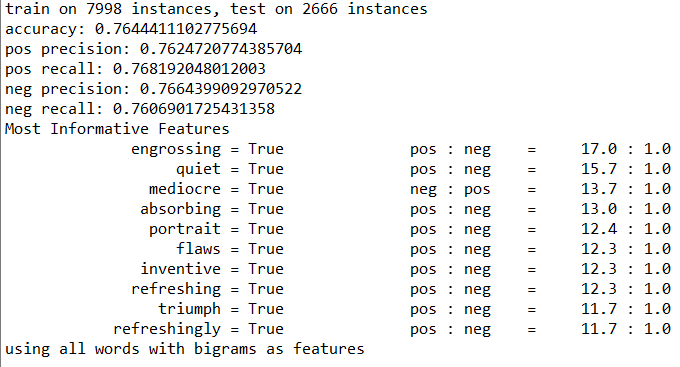 train on 7998 instances, test on 2666 instances
accuracy: 0.7644411102775694
pos precision: 0.7624720774385704
pos recall: 0.768192048012003
neg precision: 0.7664399092970522
neg recall: 0.7606901725431358
Most Informative Features
engrossing = True pos : neg = 17.0 : 1.0
quiet = True pos : neg = 15.7 : 1.0
mediocre = True neg : pos = 13.7 : 1.0
absorbing = True pos : neg = 13.0 : 1.0
portrait = True pos : neg = 12.4 : 1.0
flaws = True pos : neg = 12.3 : 1.0
inventive = True pos : neg = 12.3 : 1.0
refreshing = True pos : neg = 12.3 : 1.0
triumph = True pos : neg = 11.7 : 1.0
refreshingly = True pos : neg = 11.7 : 1.0
using all words with bigrams as features